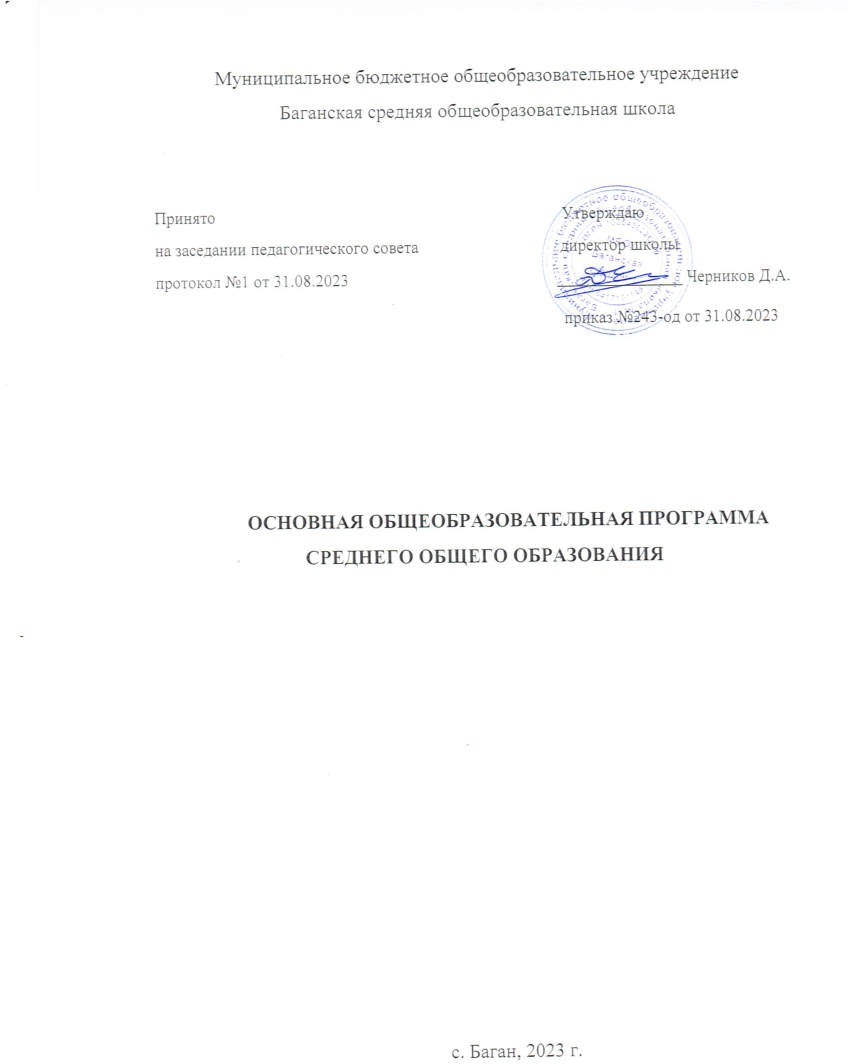 Муниципальное бюджетное общеобразовательное учреждение
Баганская средняя общеобразовательная школа
Принято
на заседании педагогического совета
протокол №1 от 31.08.2023
Утверждаю
директор школы
Черников Д.А.
приказ №243-од от 31.08.2023
ОСНОВНАЯ ОБЩЕОБРАЗОВАТЕЛЬНАЯ ПРОГРАММА
СРЕДНЕГО ОБЩЕГО ОБРАЗОВАНИЯ
с. Баган, 2023 г.